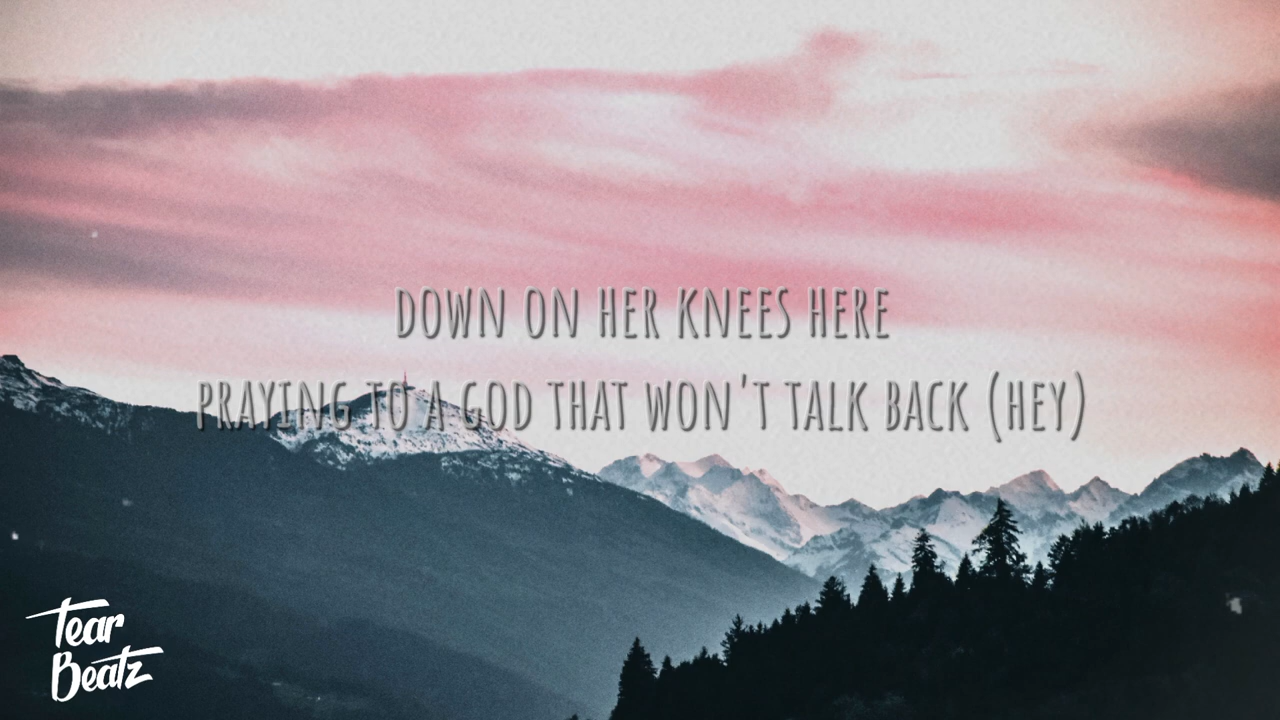 DOWN ON HER KNEES HERE
PRAYING TO A GOD THAT WON'T TALK BACK (HEY)
Tear
Beatz